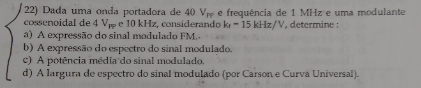 22) Dada uma onda portadora de 40 Vpp e frequência de 1 MHz e uma modulante
cossenoidal de 4 Vpp e 10 kHz, considerando kf = 15 kHz/V, determine :
a) A expressão do sinal modulado FM.
b) A expressão do espectro do sinal modulado.
c) A potência média do sinal modulado.
d) A largura de espectro do sinal modulado (por Carson e Curva Universal).